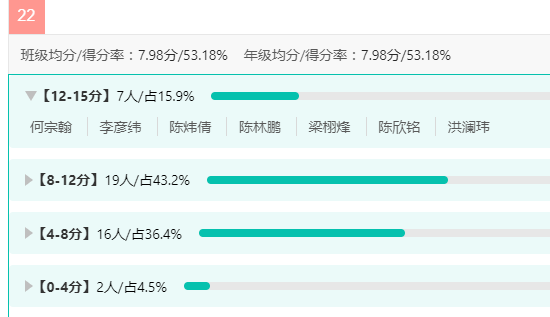 22
班级均分/得分率：7.98分/53.18% 年级均分/得分率：7.98分/53.18%
【12-15分】7人/占15.9%
何宗翰 李彦纬 陈炜倩 陈林鹏 梁栩烽 陈欣铭 洪澜玮
【8-12分】19人/占43.2%
【4-8分】16人/占36.4%
【0-4分】2人/占4.5%